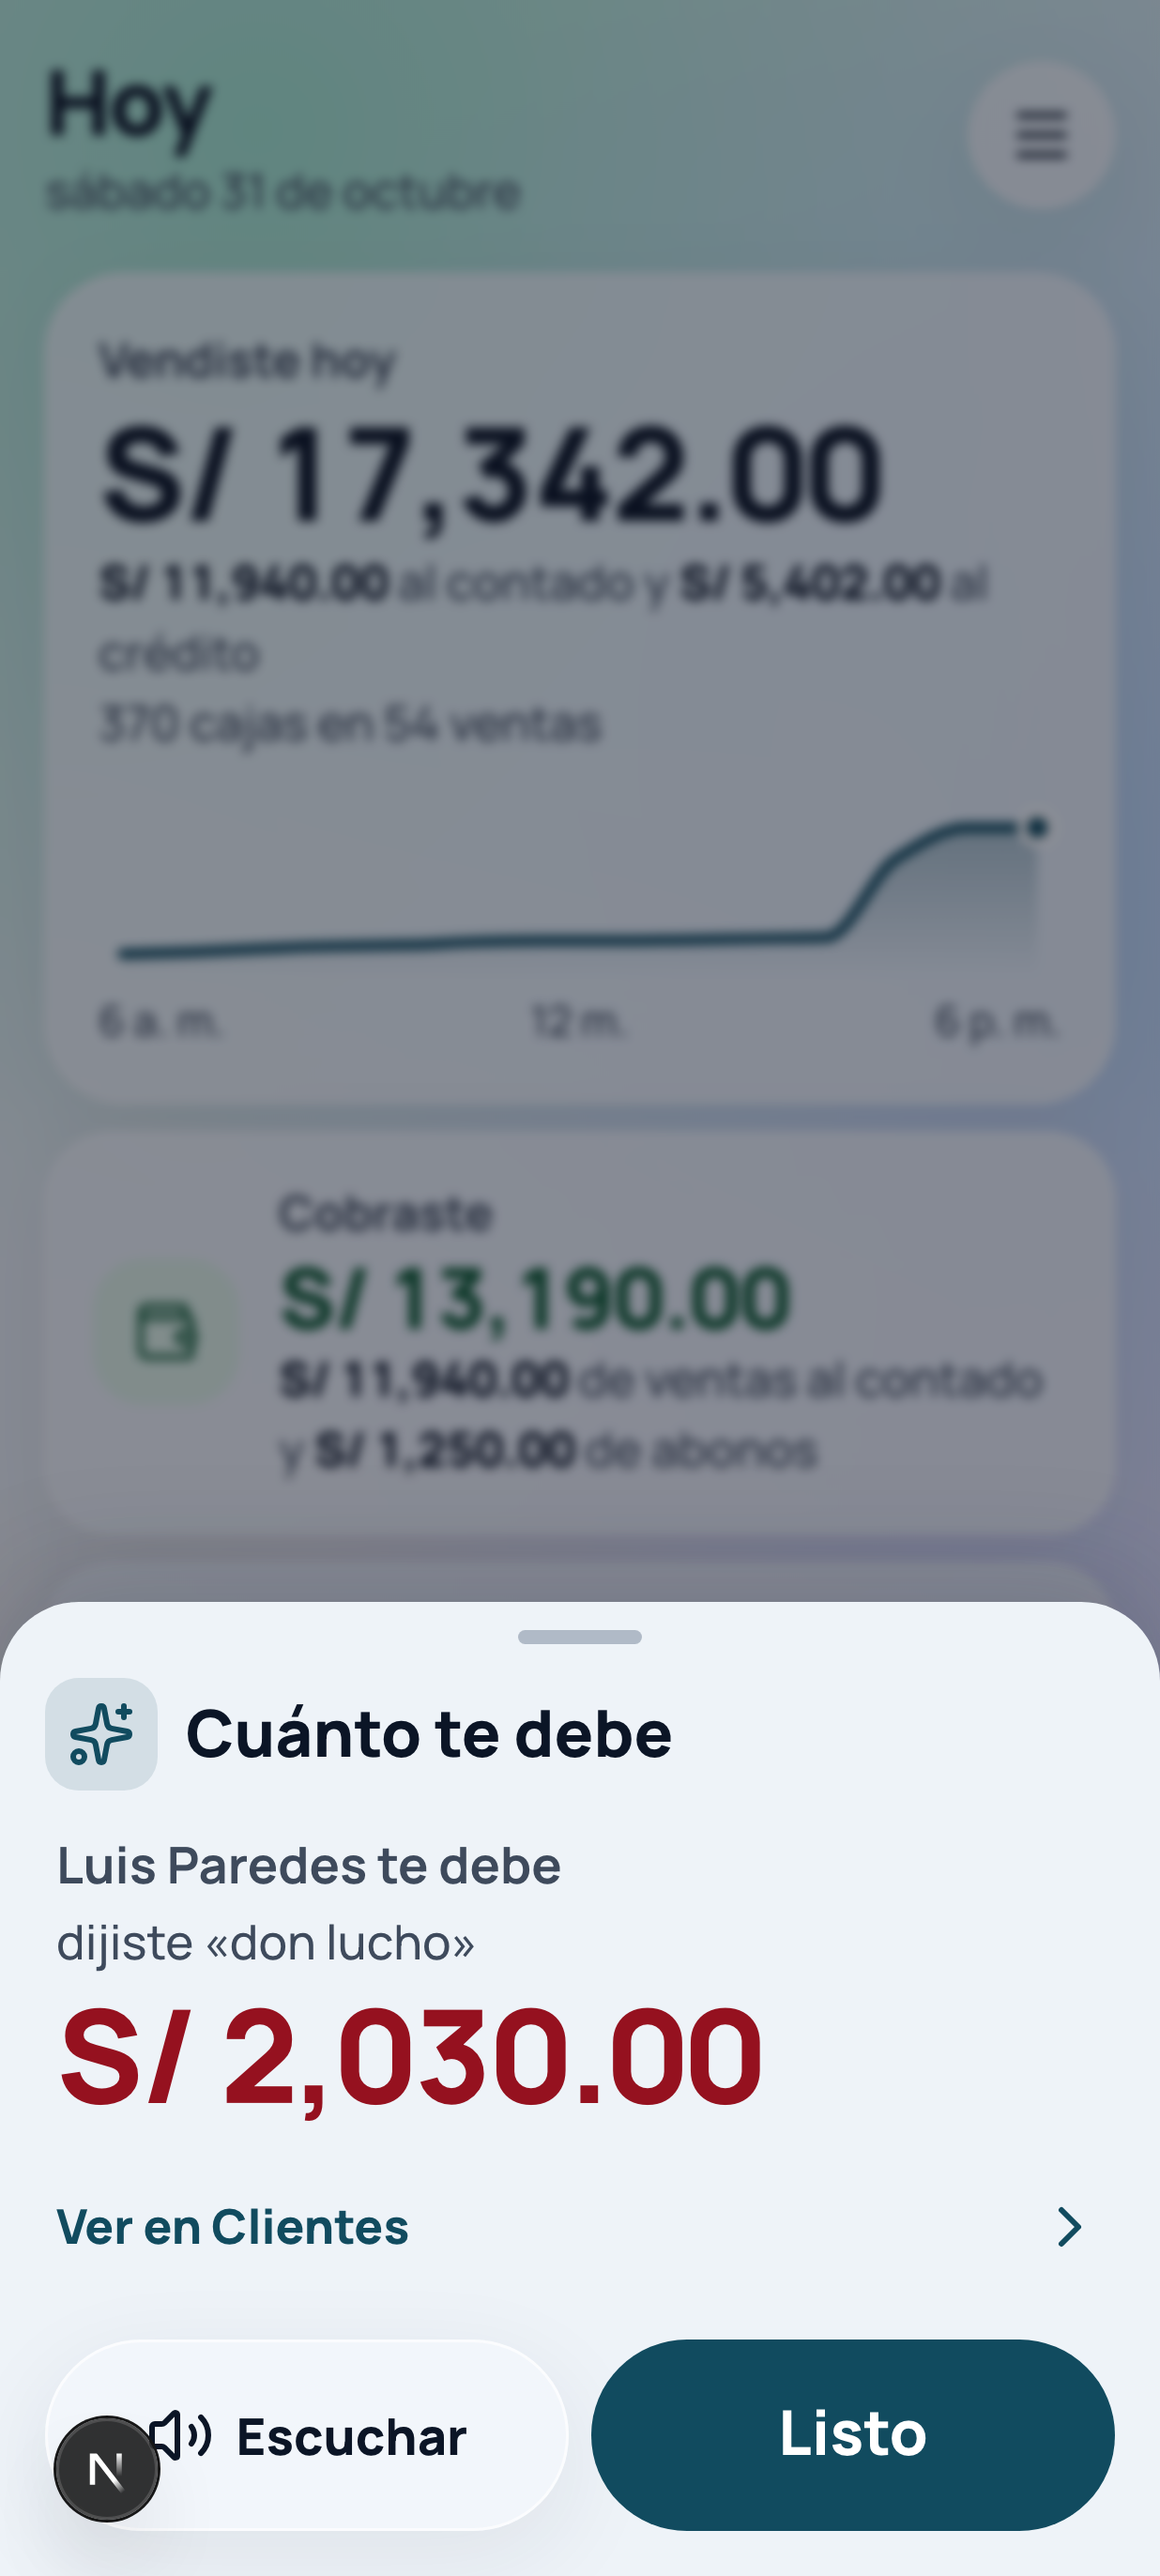 Hoy
sábado 31 de octubre
Vendiste hoy
S/ 17,342.00
S/ 11,940.00 al contado y S/ 5,402.00 al
crédito
370 cajas en 54 ventas
6 a. m. 12 m. 6 p. m.
Cobraste
S/ 13,190.00
S/ 11,940.00 de ventas al contado
y S/ 1,250.00 de abonos
Cuánto te debe
Luis Paredes te debe
dijiste «don lucho»
S/ 2,030.00
Ver en Clientes
Escuchar
Listo
N